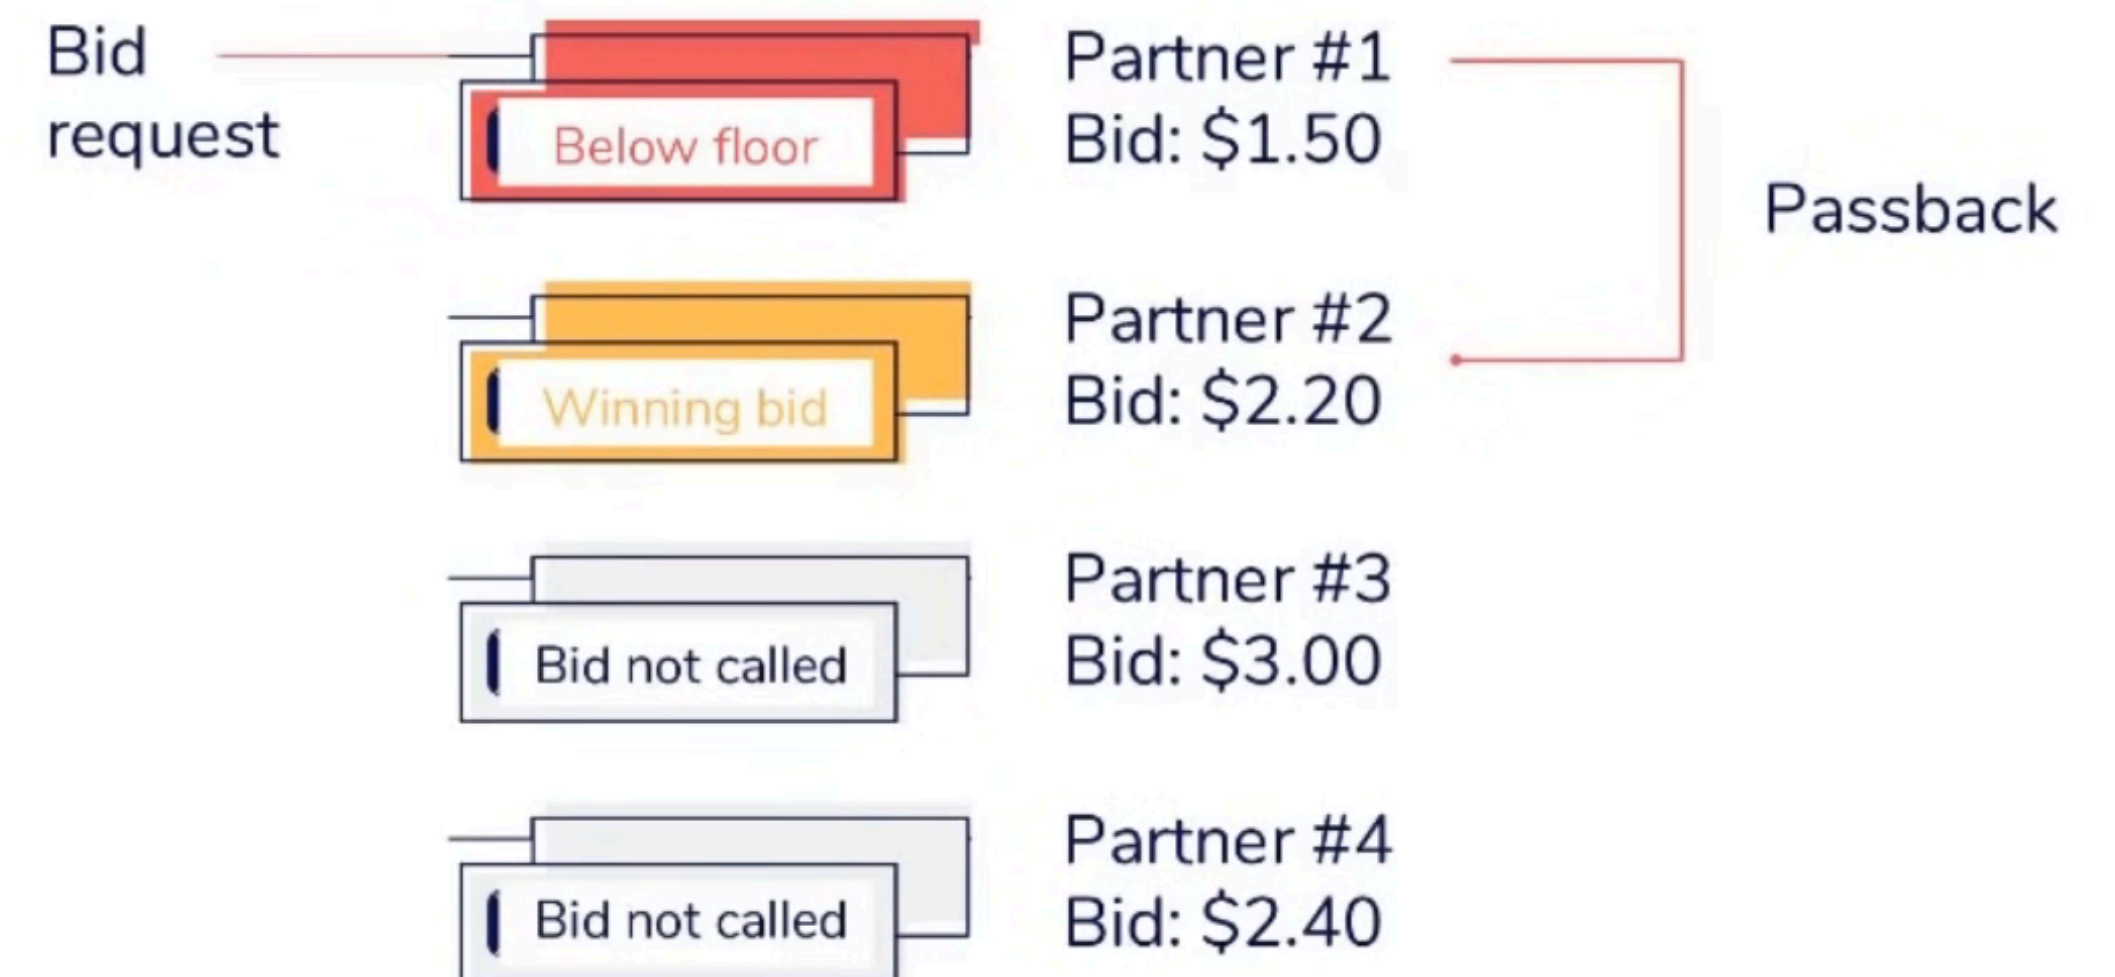 Bid
request
Below floor
Partner #1
Bid: $1.50
Passback
Winning bid
Partner #2
Bid: $2.20
Bid not called
Partner #3
Bid: $3.00
Bid not called
Partner #4
Bid: $2.40